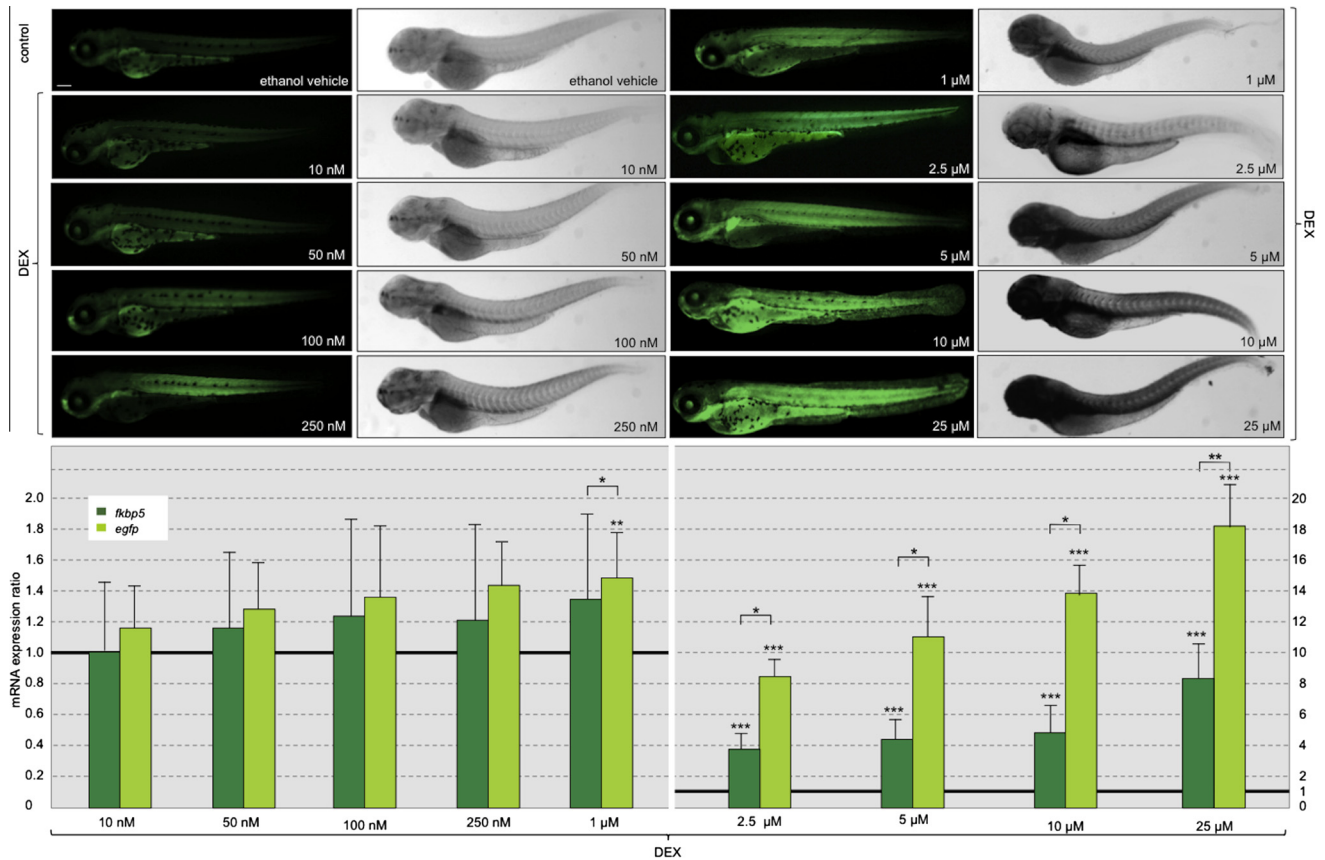 control
DEX
ethanol vehicle
ethanol vehicle
1 µM
1 µM
10 nM
10 nM
2.5 µM
2.5 µM
50 nM
50 nM
5 µM
5 µM
100 nM
100 nM
10 µM
10 µM
250 nM
250 nM
25 µM
25 µM
DEX
mRNA expression ratio
2.0
1.8
1.6
1.4
1.2
1.0
0.8
0.6
0.4
0.2
0
fkbp5
egfp
*
**
*
***
***
*
***
***
*
***
***
**
***
***
20
18
16
14
12
10
8
6
4
2
1
0
10 nM
50 nM
100 nM
250 nM
1 µM
2.5 µM
5 µM
10 µM
25 µM
DEX